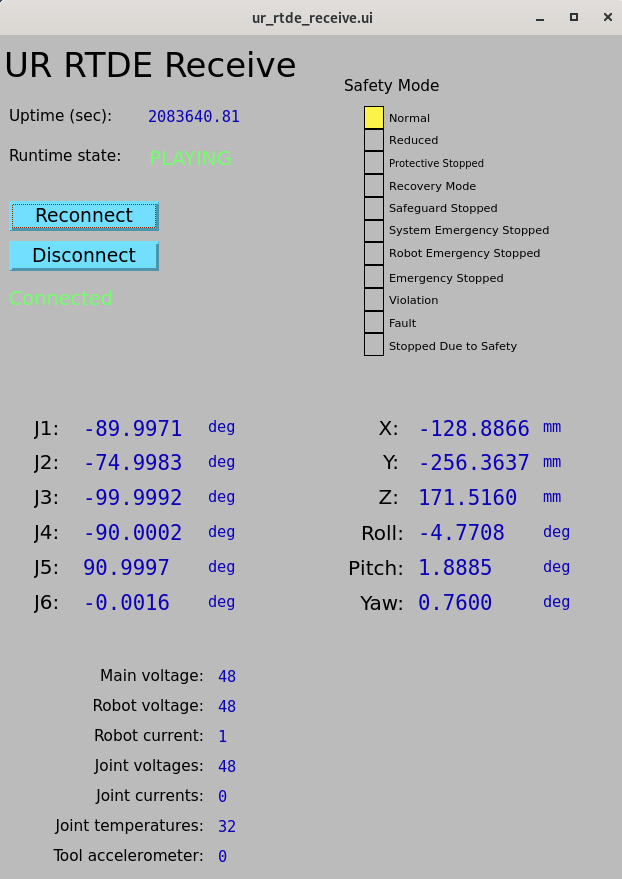 ur_rtde_receive.ui
UR RTDE Receive
Uptime (sec): 2083640.81
Runtime state: PLAYING
Reconnect
Disconnect
Connected
Safety Mode
Normal
Reduced
Protective Stopped
Recovery Mode
Safeguard Stopped
System Emergency Stopped
Robot Emergency Stopped
Emergency Stopped
Violation
Fault
Stopped Due to Safety
J1: -89.9971 deg
J2: -74.9983 deg
J3: -99.9992 deg
J4: -90.0002 deg
J5: 90.9997 deg
J6: -0.0016 deg
X: -128.8866 mm
Y: -256.3637 mm
Z: 171.5160 mm
Roll: -4.7708 deg
Pitch: 1.8885 deg
Yaw: 0.7600 deg
Main voltage: 48
Robot voltage: 48
Robot current: 1
Joint voltages: 48
Joint currents: 0
Joint temperatures: 32
Tool accelerometer: 0